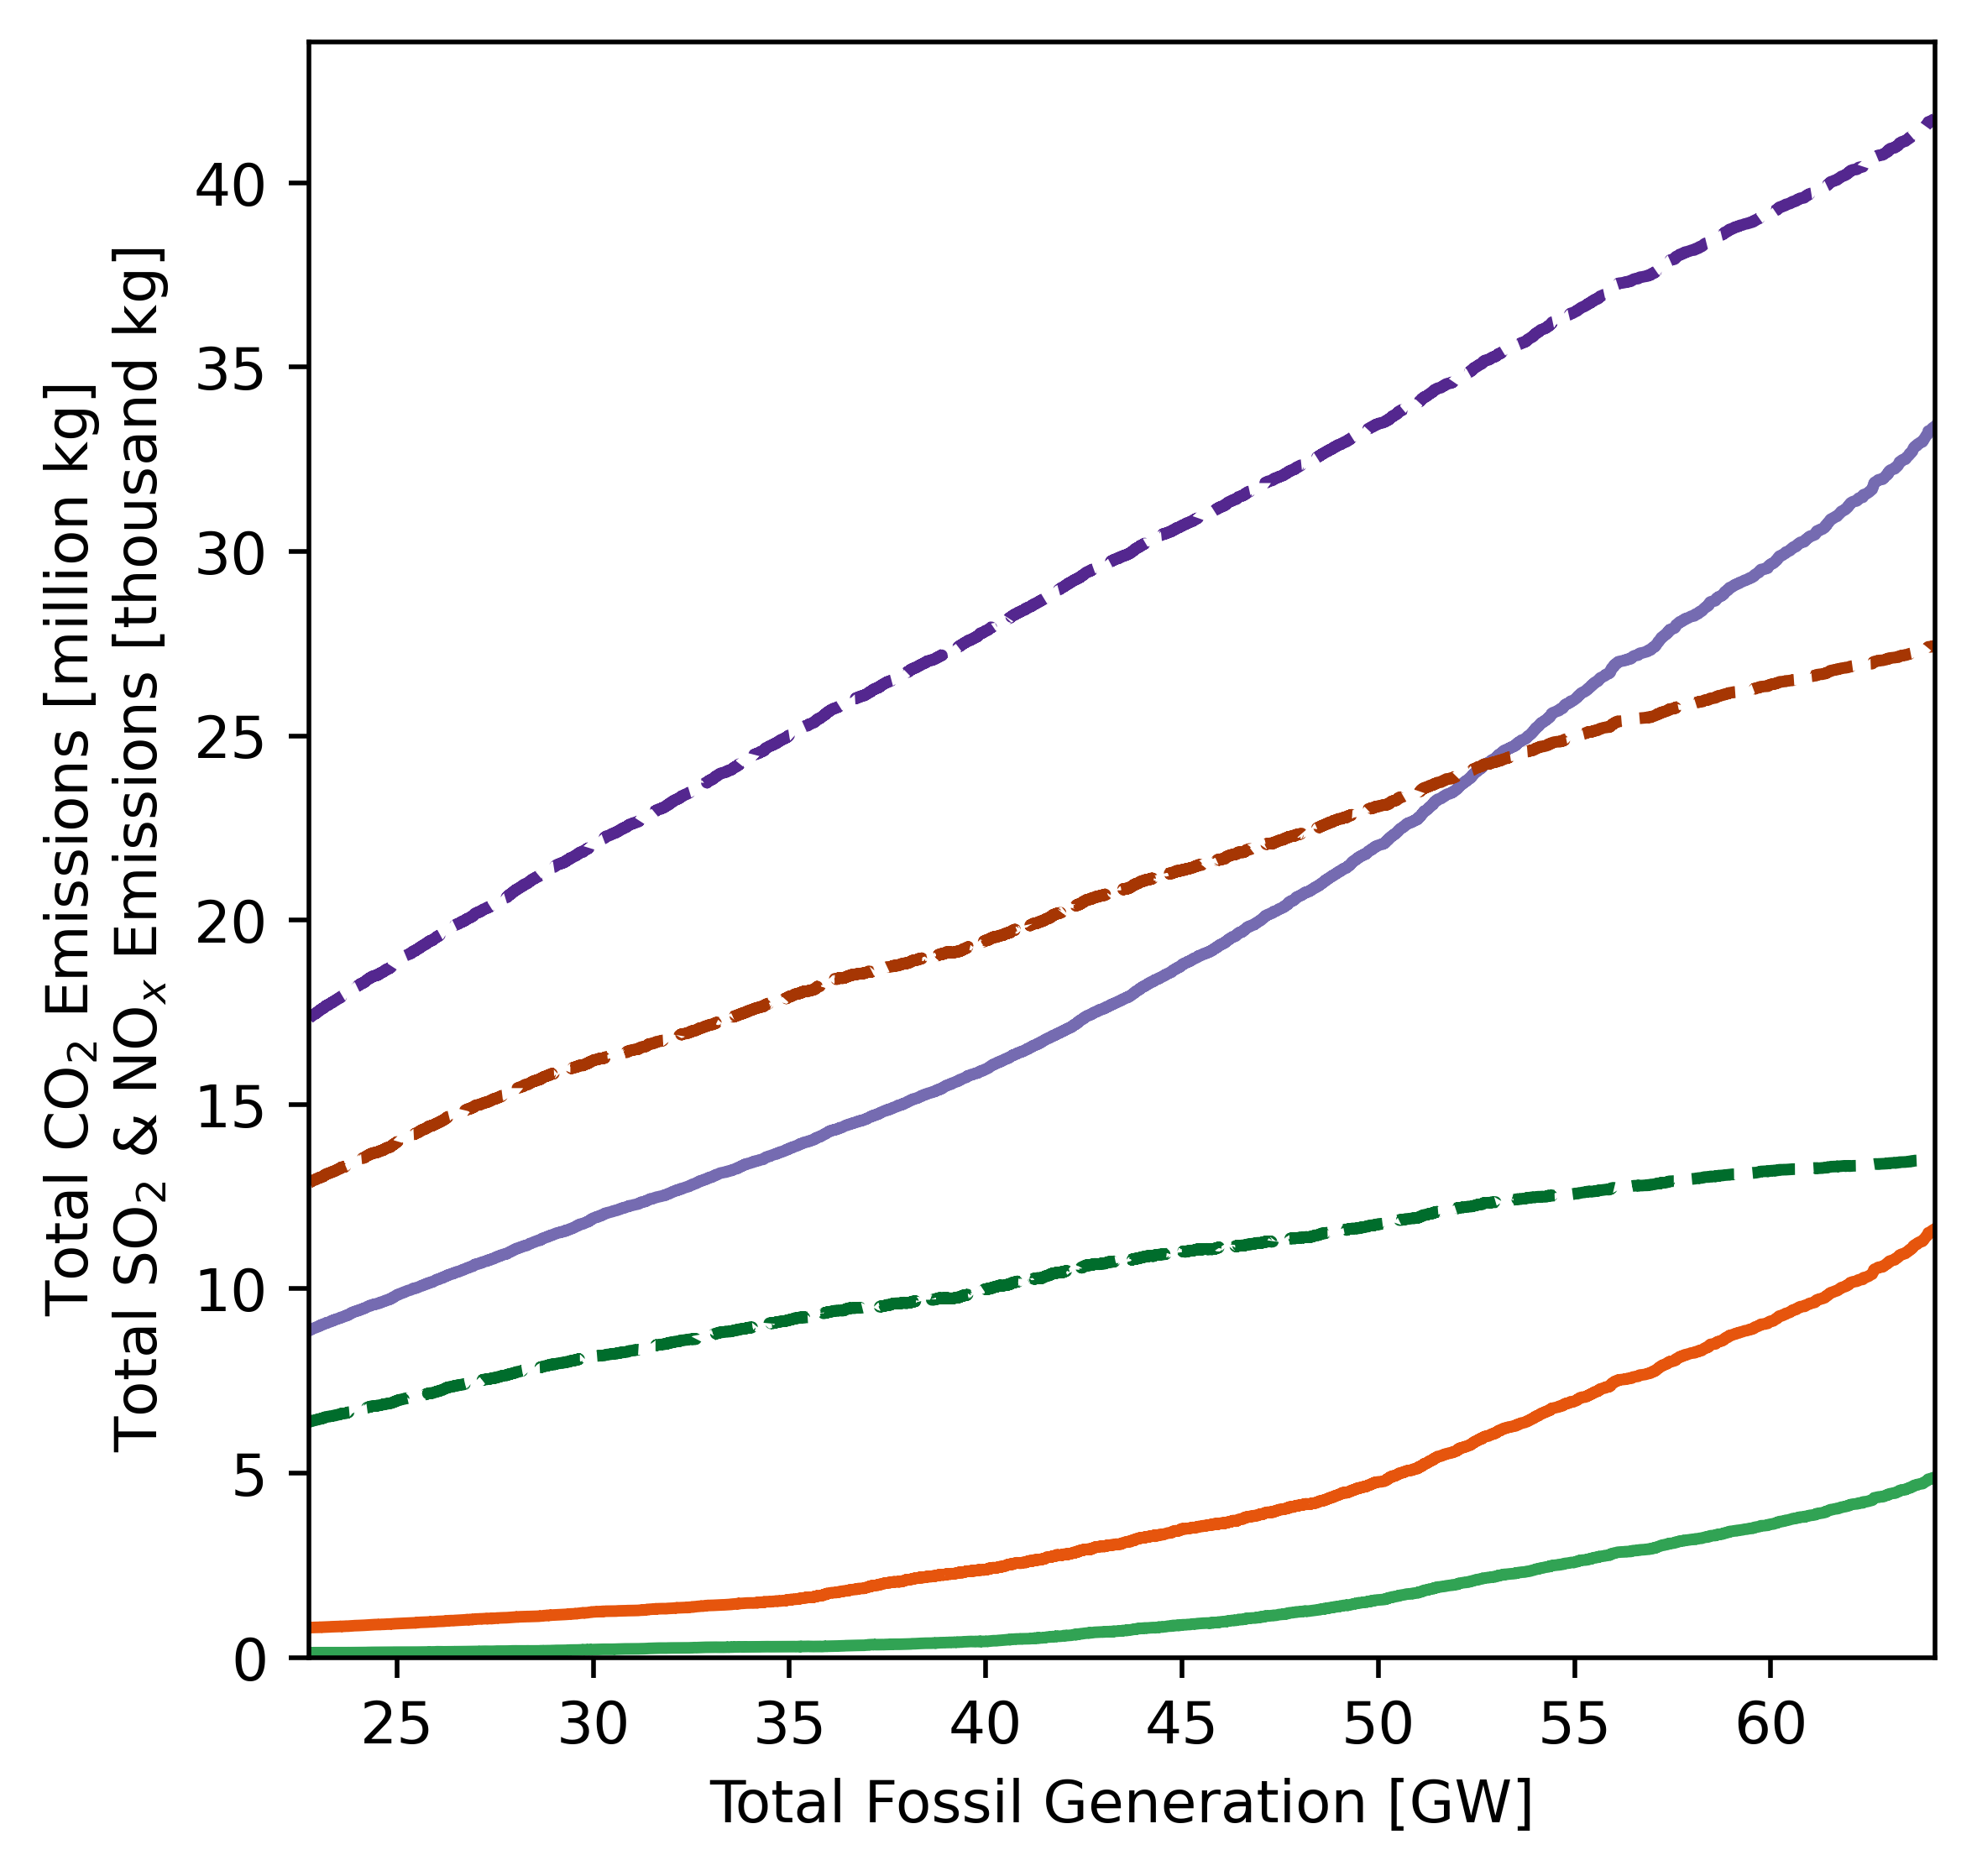 Total CO₂ Emissions [million kg]
Total SO₂ & NOₓ Emissions [thousand kg]
40
35
30
25
20
15
10
5
0
25 30 35 40 45 50 55 60
Total Fossil Generation [GW]